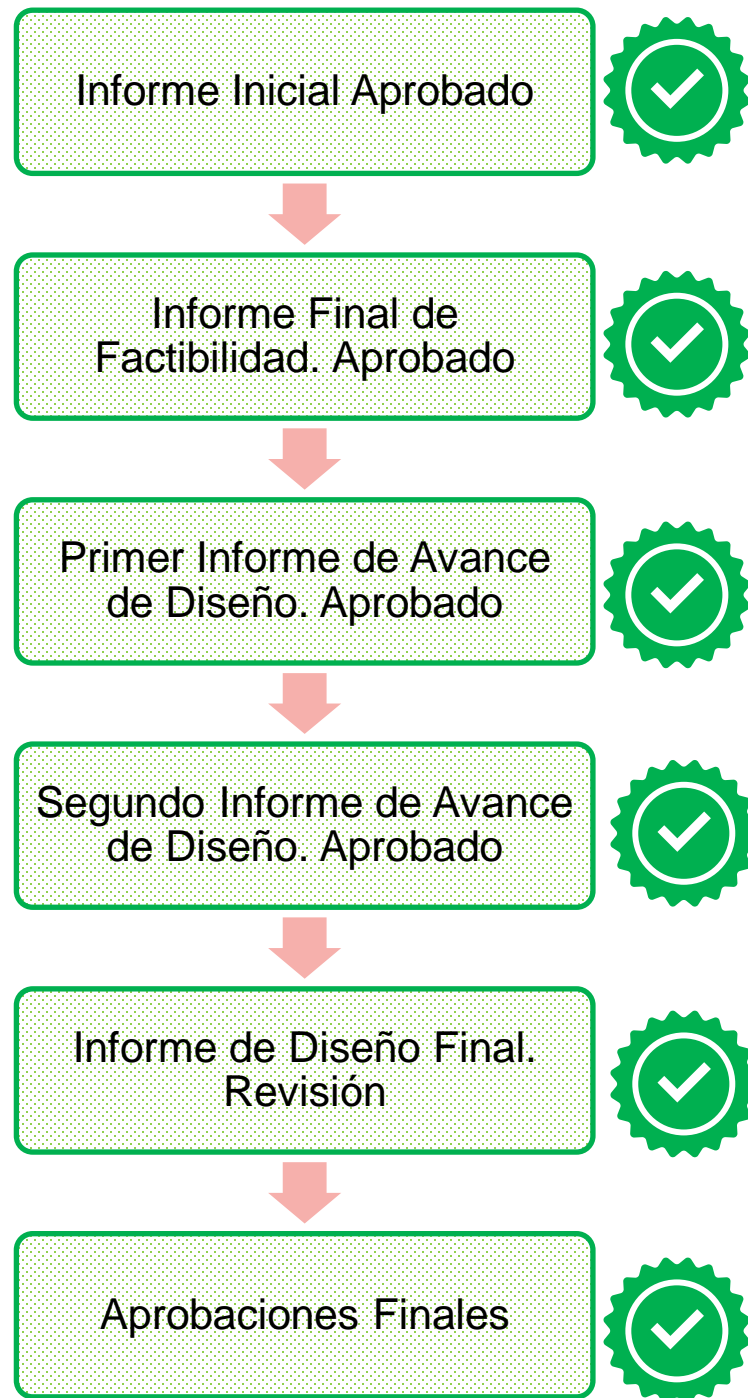 Informe Inicial Aprobado
Informe Final de
Factibilidad. Aprobado
Primer Informe de Avance
de Diseño. Aprobado
Segundo Informe de Avance
de Diseño. Aprobado
Informe de Diseño Final.
Revisión
Aprobaciones Finales